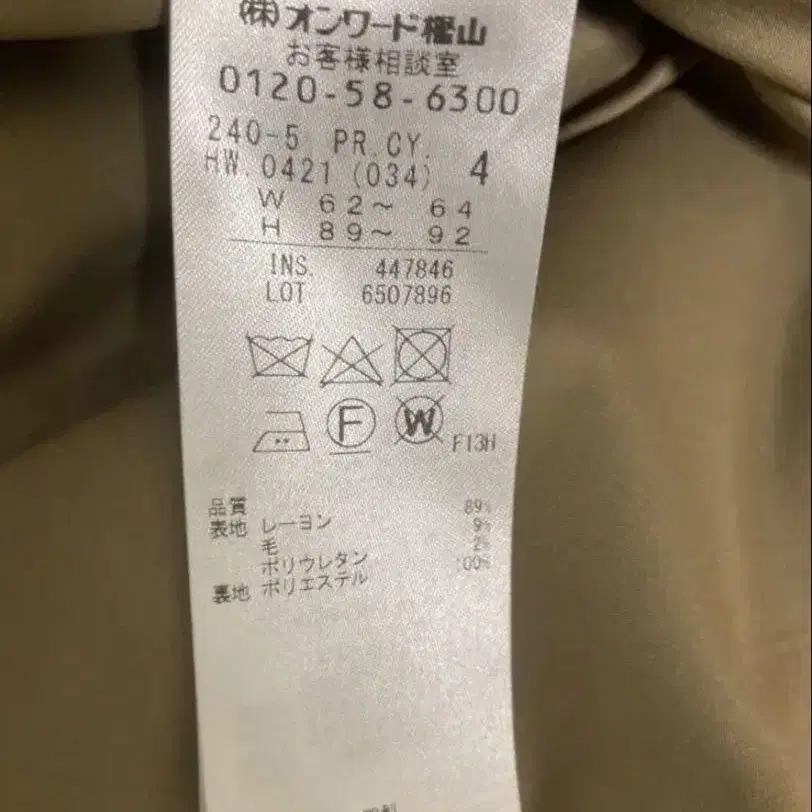 (株)オンワード樫山
お客様相談室
0120-58-6300
240-5 PR.CY. 4
HW.0421(034)
W 62~ 64
H 89~ 92
INS. 447846
LOT 6507896
F
W
F13H
品質
表地 レーヨン 89%
毛 9%
ポリウレタン 2%
裏地 ポリエステル 100%